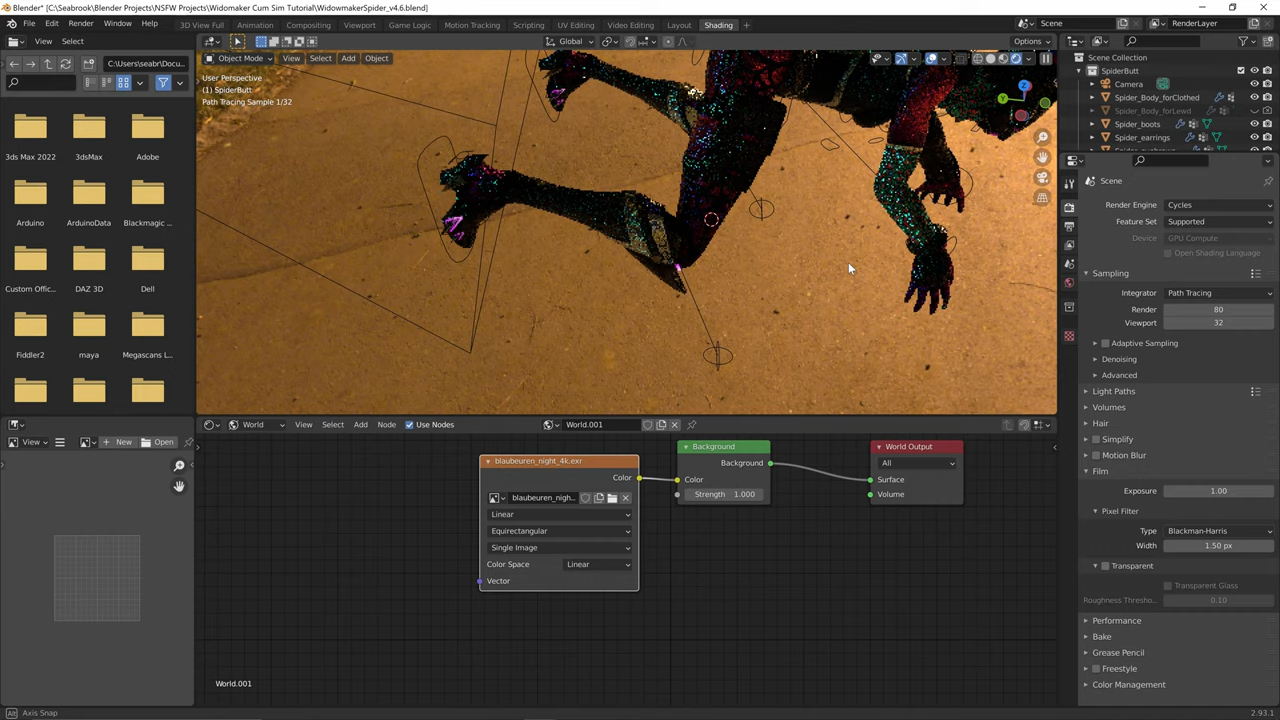 Blender* [C:\Seabrook\Blender Projects\NSFW Projects\Widomaker Cum Sim Tutorial\WidowmakerSpider_v4.6.blend]
File Edit Render Window Help 3D View Full Animation Compositing Default Game Logic Motion Tracking Scripting UV Editing Video Editing Layout Shading Scene RenderLayer
View Select
Global
Options
C:\Users\seabr\Docu...
Object Mode View Select Add Object
User Perspective
(1) SpiderButt
Path Tracing Sample 1/32
Z
Y
3ds Max 2022 3dsMax Adobe
Arduino ArduinoData Blackmagic ...
Custom Offic... DAZ 3D Dell
Fiddler2 maya Megascans L...
Scene Collection
SpiderButt
Camera
Spider_Body_forClothed
Spider_Body_forLewd
Spider_boots
Spider_earrings
Scene
Render Engine Cycles
Feature Set Supported
Device GPU Compute
Open Shading Language
Sampling
Integrator Path Tracing
Render 80
Viewport 32
Adaptive Sampling
Denoising
Advanced
Light Paths
Volumes
Hair
Simplify
Motion Blur
Film
Exposure 1.00
Pixel Filter
Type Blackman-Harris
Width 1.50 px
Transparent
Transparent Glass
Roughness Thresho... 0.10
Performance
Bake
Grease Pencil
Freestyle
Color Management
World View Select Add Node Use Nodes World.001
View New Open
blaubeuren_night_4k.exr
Color
blaubeuren_nigh...
Linear
Equirectangular
Single Image
Color Space Linear
Vector
Background
Background
Color
Strength 1.000
World Output
All
Surface
Volume
World.001
Axis Snap
2.93.1